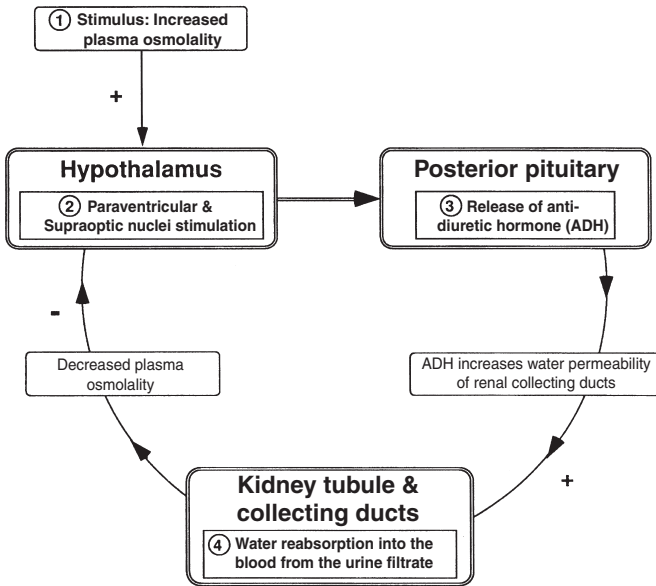 ① Stimulus: Increased
plasma osmolality
+
Hypothalamus
② Paraventricular &
Supraoptic nuclei stimulation
Posterior pituitary
③ Release of anti-
diuretic hormone (ADH)
-
Decreased plasma
osmolality
ADH increases water permeability
of renal collecting ducts
+
Kidney tubule &
collecting ducts
④ Water reabsorption into the
blood from the urine filtrate